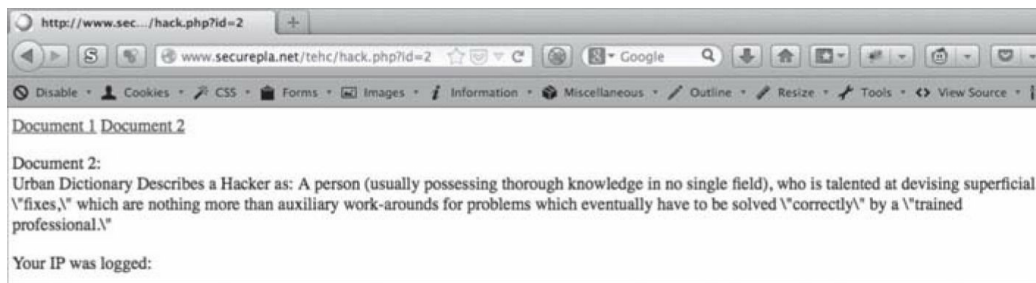 http://www.sec.../hack.php?id=2
www.securepla.net/tehc/hack.php?id=2 Google
Disable Cookies CSS Forms Images Information Miscellaneous Outline Resize Tools View Source
Document 1 Document 2
Document 2:
Urban Dictionary Describes a Hacker as: A person (usually possessing thorough knowledge in no single field), who is talented at devising superficial
\"fixes,\" which are nothing more than auxiliary work-arounds for problems which eventually have to be solved \"correctly\" by a \"trained
professional.\"
Your IP was logged: